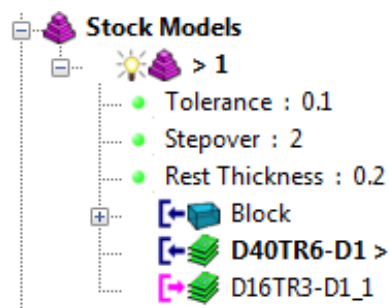 Stock Models
> 1
Tolerance : 0.1
Stepover : 2
Rest Thickness : 0.2
Block
D40TR6-D1 >
D16TR3-D1_1